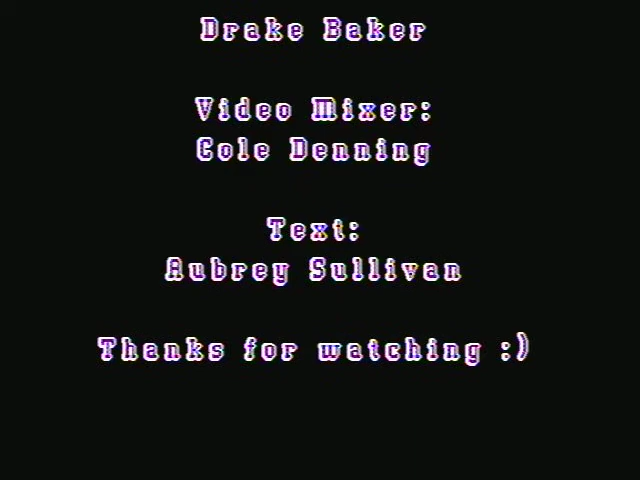 Drake Baker
Video Mixer:
Cole Denning
Text:
Aubrey Sullivan
Thanks for watching :)